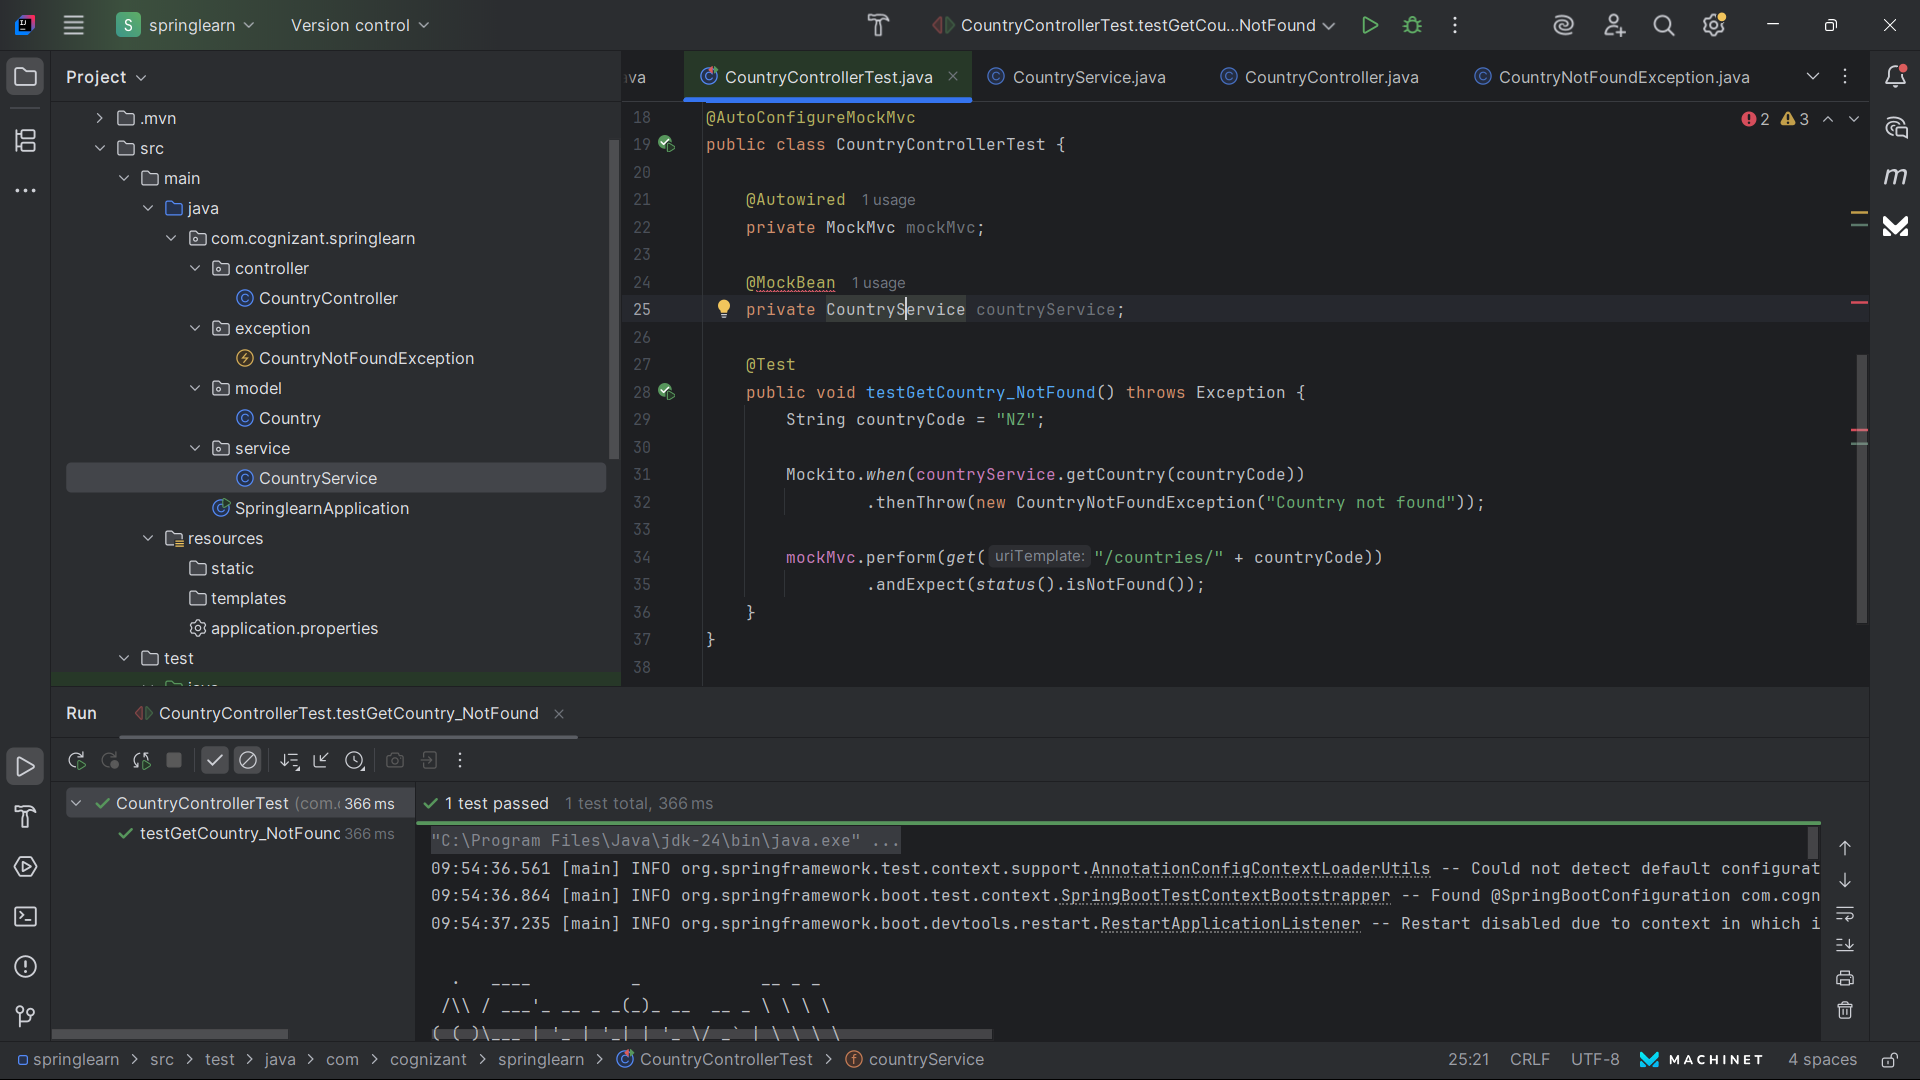 S springlearn Version control CountryControllerTest.testGetCou...NotFound
Project
.mvn
src
main
java
com.cognizant.springlearn
controller
CountryController
exception
CountryNotFoundException
model
Country
service
CountryService
SpringlearnApplication
resources
static
templates
application.properties
test
java
va CountryControllerTest.java CountryService.java CountryController.java CountryNotFoundException.java
2 3
18 @AutoConfigureMockMvc
19 public class CountryControllerTest {
20
21 @Autowired 1 usage
22 private MockMvc mockMvc;
23
24 @MockBean 1 usage
25 private CountryService countryService;
26
27 @Test
28 public void testGetCountry_NotFound() throws Exception {
29 String countryCode = "NZ";
30
31 Mockito.when(countryService.getCountry(countryCode))
32 .thenThrow(new CountryNotFoundException("Country not found"));
33
34 mockMvc.perform(get( uriTemplate: "/countries/" + countryCode))
35 .andExpect(status().isNotFound());
36 }
37 }
38
m
Run CountryControllerTest.testGetCountry_NotFound
CountryControllerTest (com.c 366 ms
testGetCountry_NotFound 366 ms
1 test passed 1 test total, 366 ms
"C:\Program Files\Java\jdk-24\bin\java.exe" ...
09:54:36.561 [main] INFO org.springframework.test.context.support.AnnotationConfigContextLoaderUtils -- Could not detect default configurat
09:54:36.864 [main] INFO org.springframework.boot.test.context.SpringBootTestContextBootstrapper -- Found @SpringBootConfiguration com.cogn
09:54:37.235 [main] INFO org.springframework.boot.devtools.restart.RestartApplicationListener -- Restart disabled due to context in which i
springlearn > src > test > java > com > cognizant > springlearn > CountryControllerTest > countryService
25:21 CRLF UTF-8 MACHINET 4 spaces